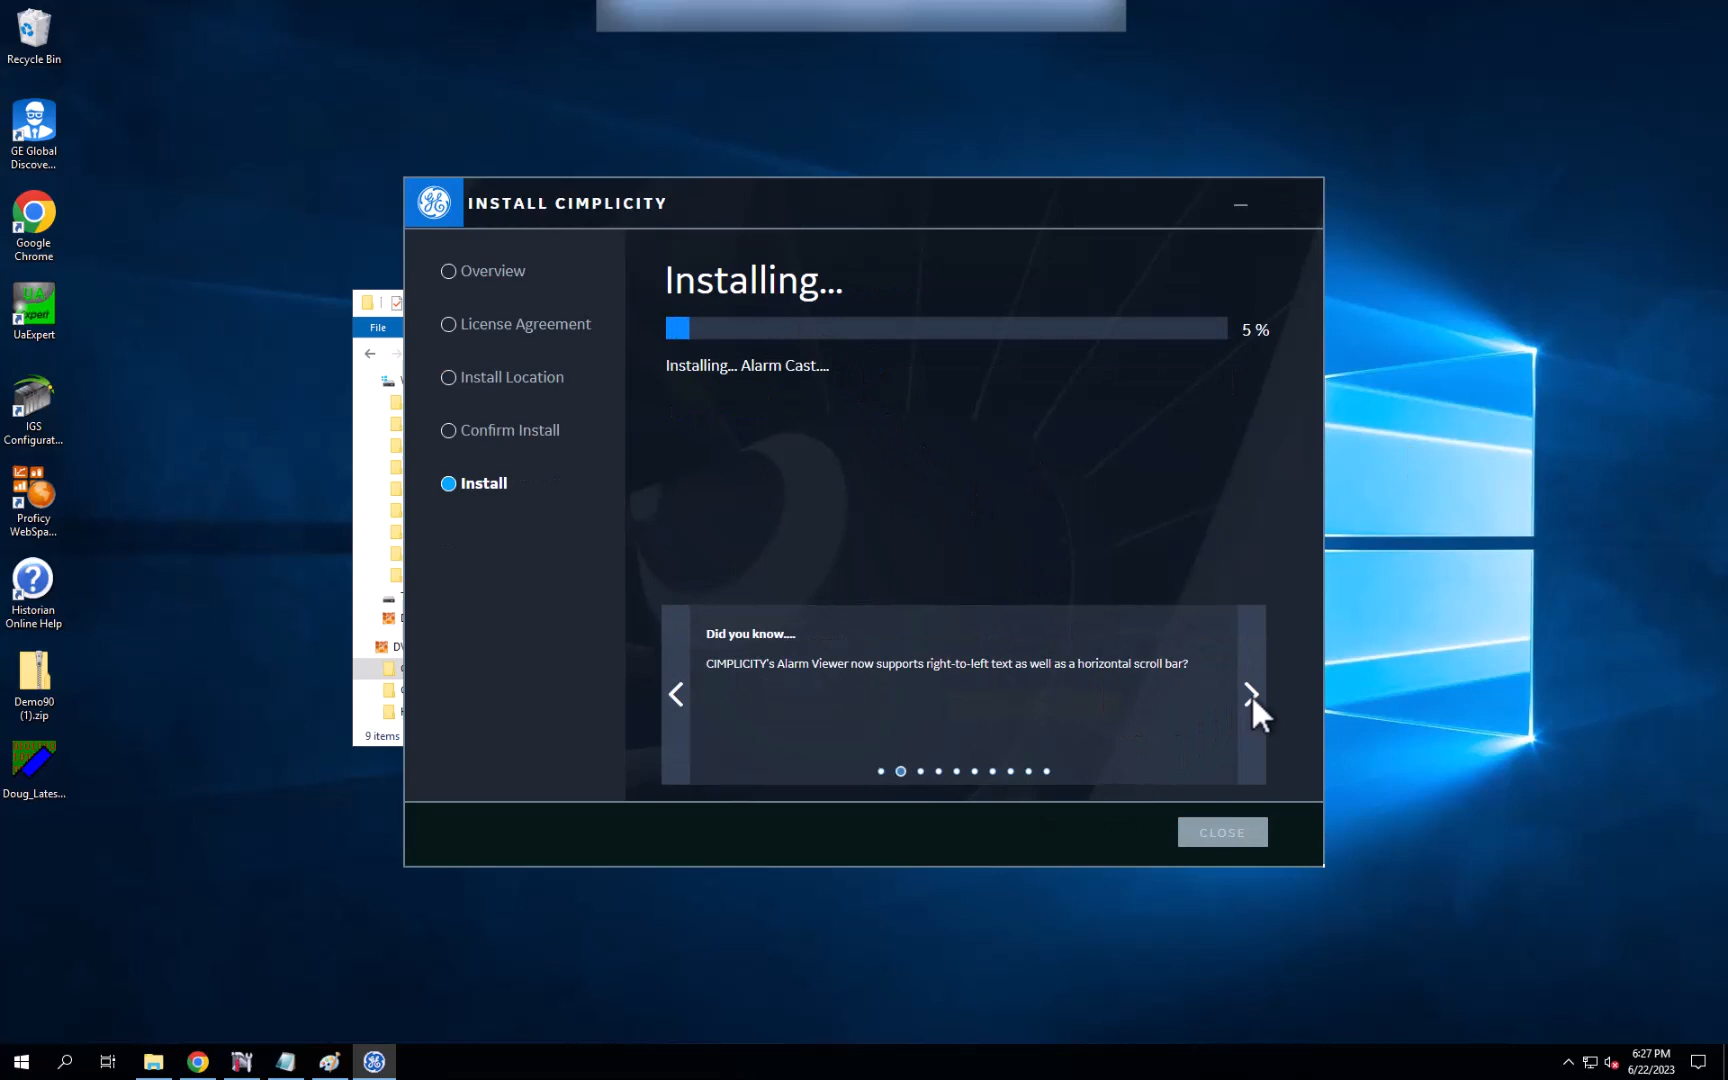 Recycle Bin
GE Global
Discove...
Google
Chrome
UA
Expert
UaExpert
IGS
Configurat...
Proficy
WebSpa...
Historian
Online Help
Demo90
(1).zip
Doug_Lates...
File
9 items
INSTALL CIMPLICITY
Overview
License Agreement
Install Location
Confirm Install
Install
Installing...
5 %
Installing... Alarm Cast....
Did you know....
CIMPLICITY's Alarm Viewer now supports right-to-left text as well as a horizontal scroll bar?
CLOSE
6:27 PM
6/22/2023